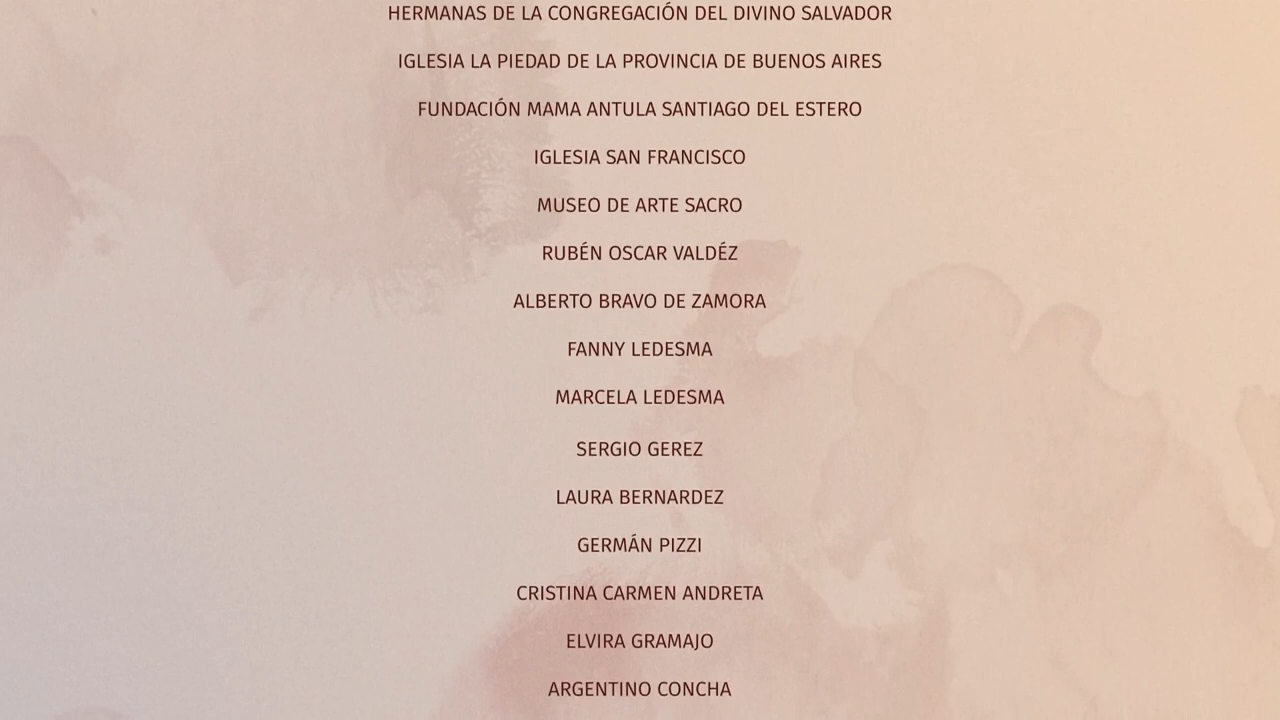 HERMANAS DE LA CONGREGACIÓN DEL DIVINO SALVADOR
IGLESIA LA PIEDAD DE LA PROVINCIA DE BUENOS AIRES
FUNDACIÓN MAMA ANTULA SANTIAGO DEL ESTERO
IGLESIA SAN FRANCISCO
MUSEO DE ARTE SACRO
RUBÉN OSCAR VALDÉZ
ALBERTO BRAVO DE ZAMORA
FANNY LEDESMA
MARCELA LEDESMA
SERGIO GEREZ
LAURA BERNARDEZ
GERMÁN PIZZI
CRISTINA CARMEN ANDRETA
ELVIRA GRAMAJO
ARGENTINO CONCHA